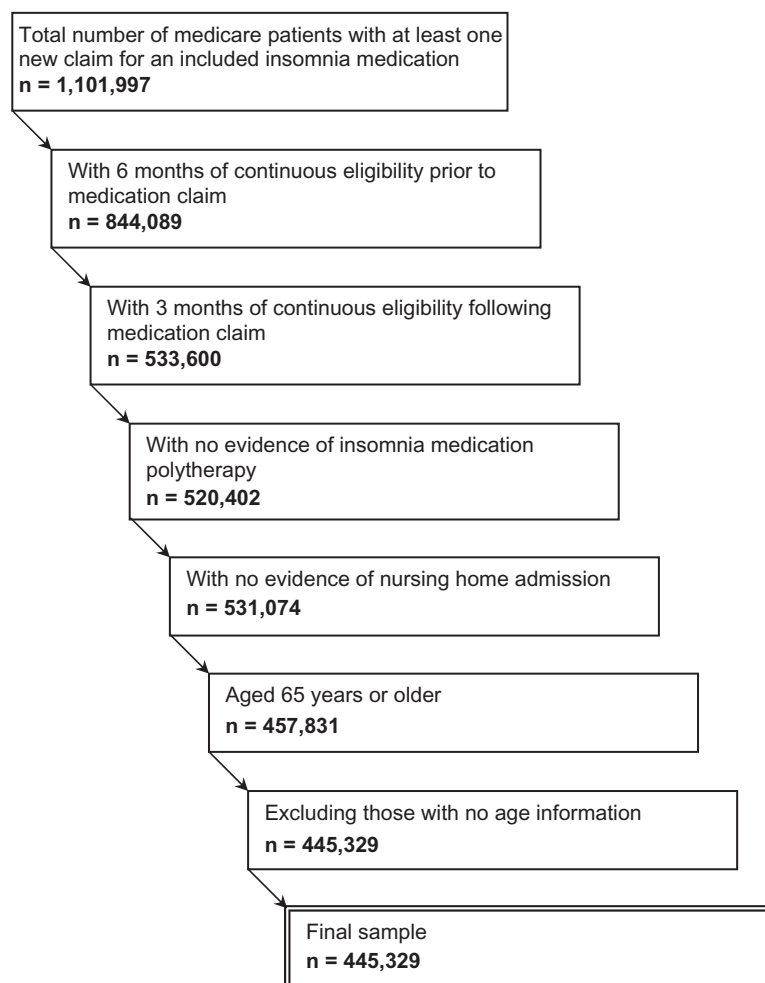 Total number of medicare patients with at least one
new claim for an included insomnia medication
n = 1,101,997
With 6 months of continuous eligibility prior to
medication claim
n = 844,089
With 3 months of continuous eligibility following
medication claim
n = 533,600
With no evidence of insomnia medication
polytherapy
n = 520,402
With no evidence of nursing home admission
n = 531,074
Aged 65 years or older
n = 457,831
Excluding those with no age information
n = 445,329
Final sample
n = 445,329